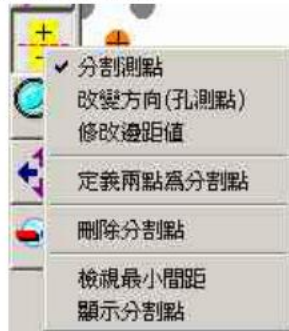 分割測點
改變方向(孔測點)
修改邊距值
定義兩點爲分割點
刪除分割點
檢視最小間距
顯示分割點